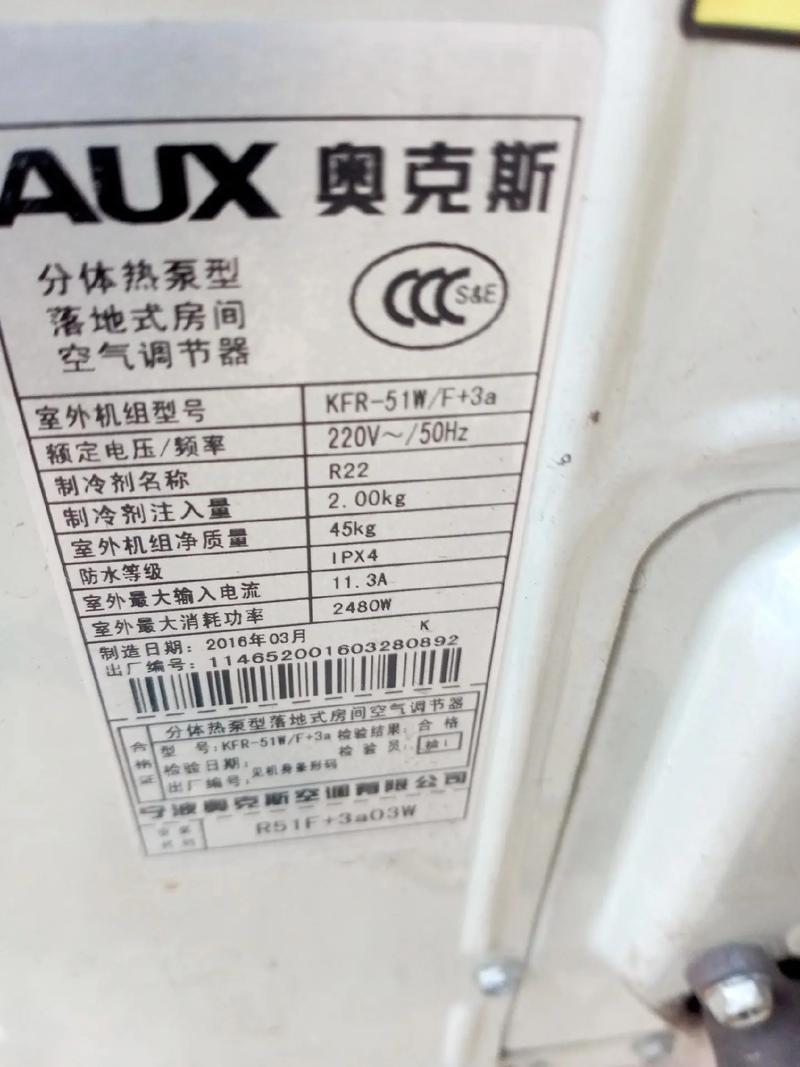 AUX 奥克斯
分体热泵型
落地式房间
空气调节器
CCC S&E
室外机组型号 KFR-51W/F+3a
额定电压/频率 220V～/50Hz
制冷剂名称 R22
制冷剂注入量 2.00kg
室外机组净质量 45kg
防水等级 IPX4
室外最大输入电流 11.3A
室外最大消耗功率 2480W
制造日期: 2016年03月 K
出厂编号: 114652001603280892
合格证
分体热泵型落地式房间空气调节器
型 号:KFR-51W/F+3a 检验结果: 合 格
检验日期: 检 验 员:
出厂编号:见机身条形码
宁波奥克斯空调有限公司
R51F+3a03W